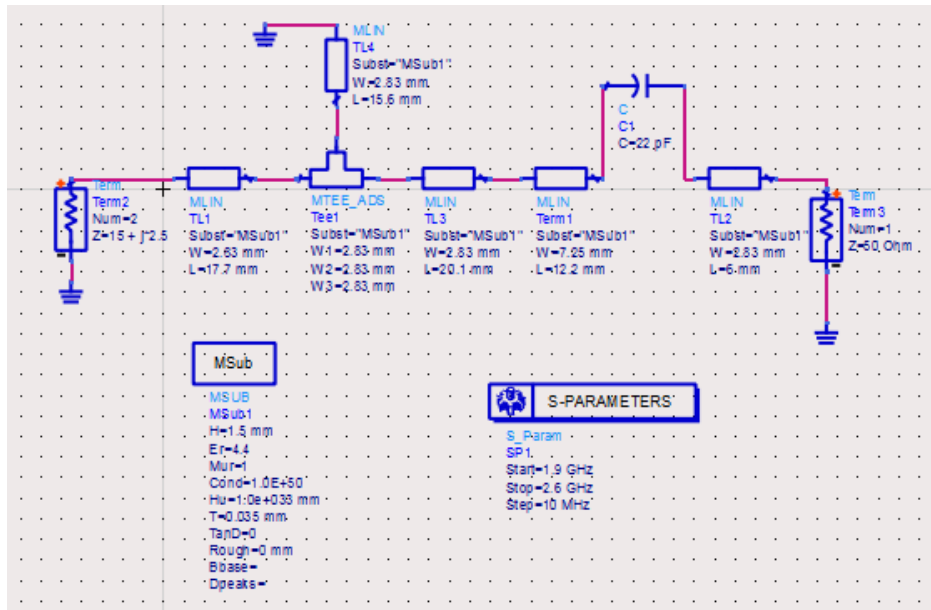 MLIN
TL4
Subst="MSub1"
W=2.83 mm
L=15.6 mm
C
C1
C=22 pF
Term
Term2
Num=2
Z=15 + j*2.5
MLIN
TL1
Subst="MSub1"
W=2.63 mm
L=17.7 mm
MTEE_ADS
Tee1
Subst="MSub1"
W1=2.83 mm
W2=2.83 mm
W3=2.83 mm
MLIN
TL3
Subst="MSub1"
W=2.83 mm
L=20.1 mm
MLIN
Term1
Subst="MSub1"
W=7.25 mm
L=12.2 mm
MLIN
TL2
Subst="MSub1"
W=2.83 mm
L=6 mm
Term
Term3
Num=1
Z=50 Ohm
MSub
MSUB
MSub1
H=1.5 mm
Er=4.4
Mur=1
Cond=1.0E+50
Hu=1.0e+033 mm
T=0.035 mm
TanD=0
Rough=0 mm
Bbase=
Dpeaks=
S-PARAMETERS
S_Param
SP1
Start=1.9 GHz
Stop=2.6 GHz
Step=10 MHz